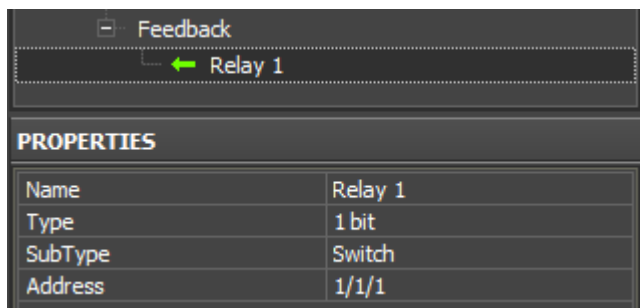 Feedback
Relay 1
PROPERTIES
Name Relay 1
Type 1 bit
SubType Switch
Address 1/1/1